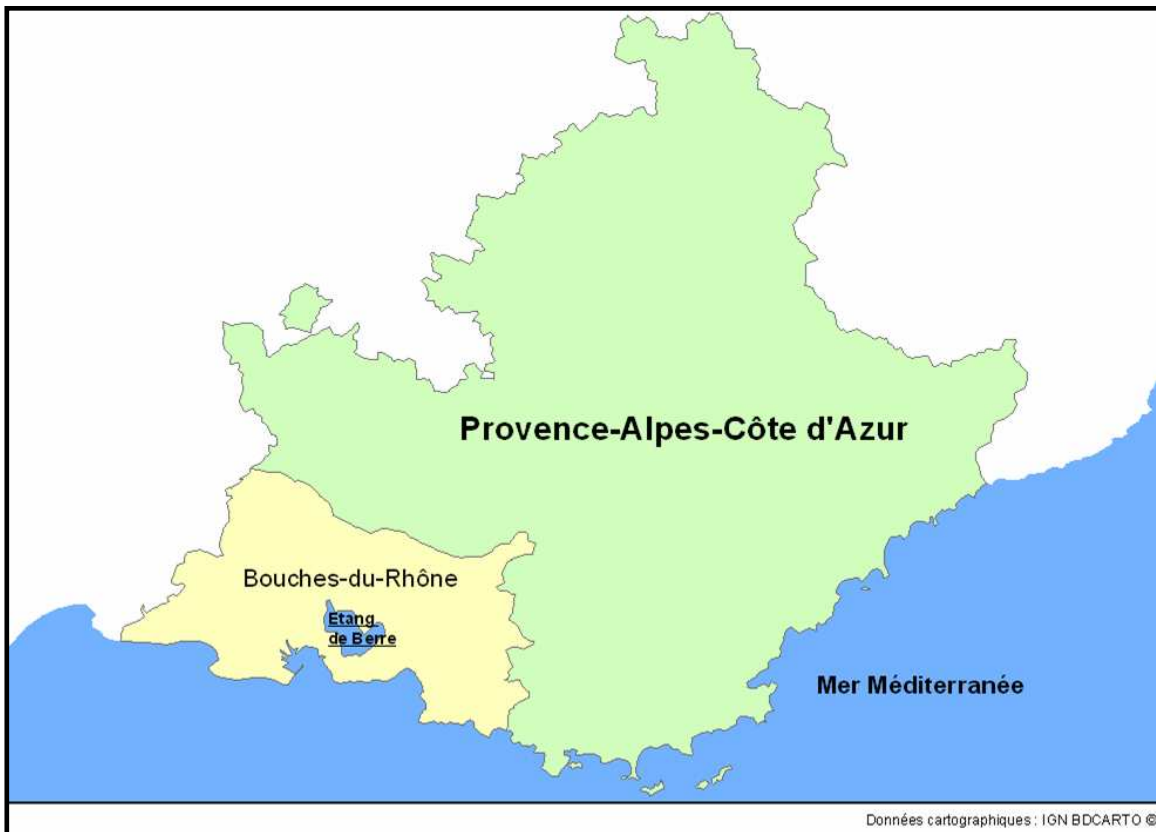 Provence-Alpes-Côte d'Azur
Bouches-du-Rhône
Etang
de Berre
Mer Méditerranée
Données cartographiques : IGN BDCARTO ©